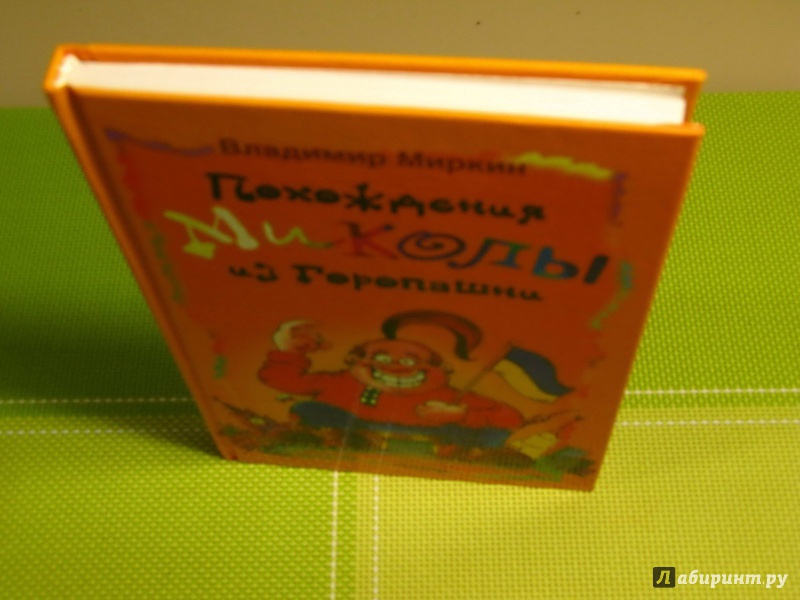 Владимир Миркин
Похождения
Миколы
из Горопашни
Лабиринт.ру